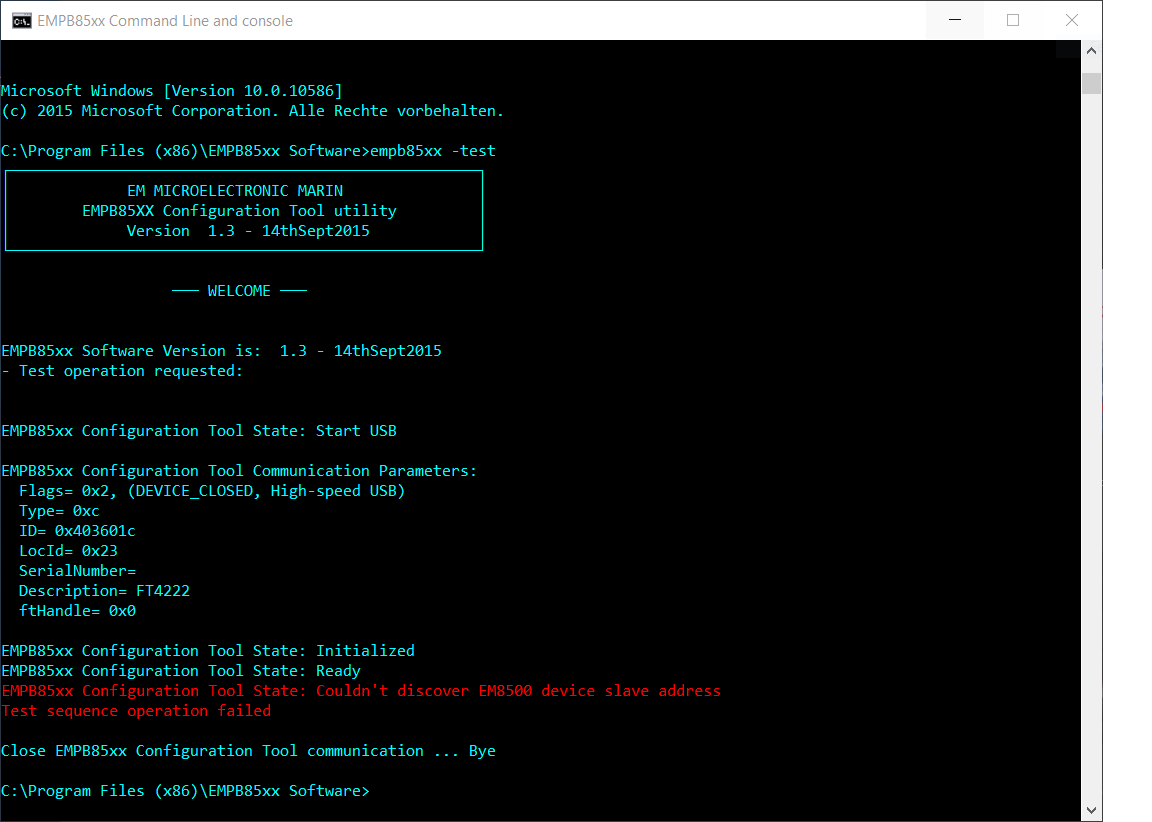 EMPB85xx Command Line and console
Microsoft Windows [Version 10.0.10586]
(c) 2015 Microsoft Corporation. Alle Rechte vorbehalten.
C:\Program Files (x86)\EMPB85xx Software>empb85xx -test
EM MICROELECTRONIC MARIN
EMPB85XX Configuration Tool utility
Version  1.3 - 14thSept2015
─── WELCOME ───
EMPB85xx Software Version is:  1.3 - 14thSept2015
- Test operation requested:
EMPB85xx Configuration Tool State: Start USB
EMPB85xx Configuration Tool Communication Parameters:
Flags= 0x2, (DEVICE_CLOSED, High-speed USB)
Type= 0xc
ID= 0x403601c
LocId= 0x23
SerialNumber=
Description= FT4222
ftHandle= 0x0
EMPB85xx Configuration Tool State: Initialized
EMPB85xx Configuration Tool State: Ready
EMPB85xx Configuration Tool State: Couldn't discover EM8500 device slave address
Test sequence operation failed
Close EMPB85xx Configuration Tool communication ... Bye
C:\Program Files (x86)\EMPB85xx Software>